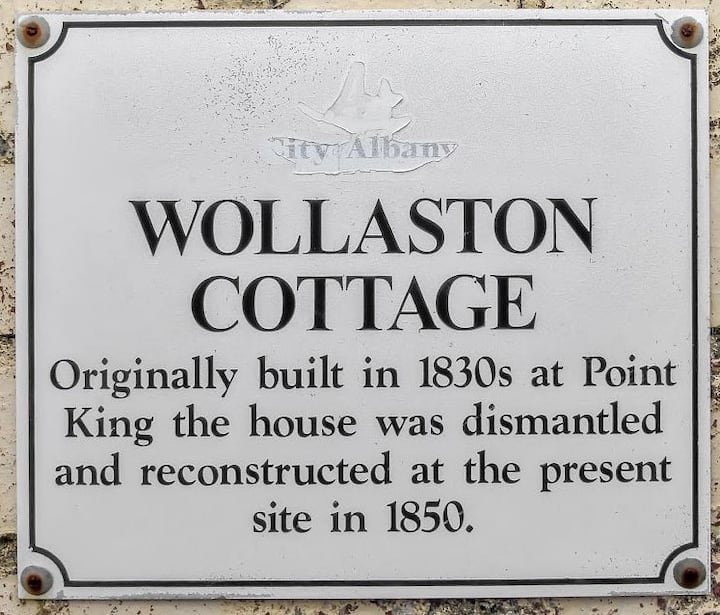 City Albany
WOLLASTON
COTTAGE
Originally built in 1830s at Point
King the house was dismantled
and reconstructed at the present
site in 1850.